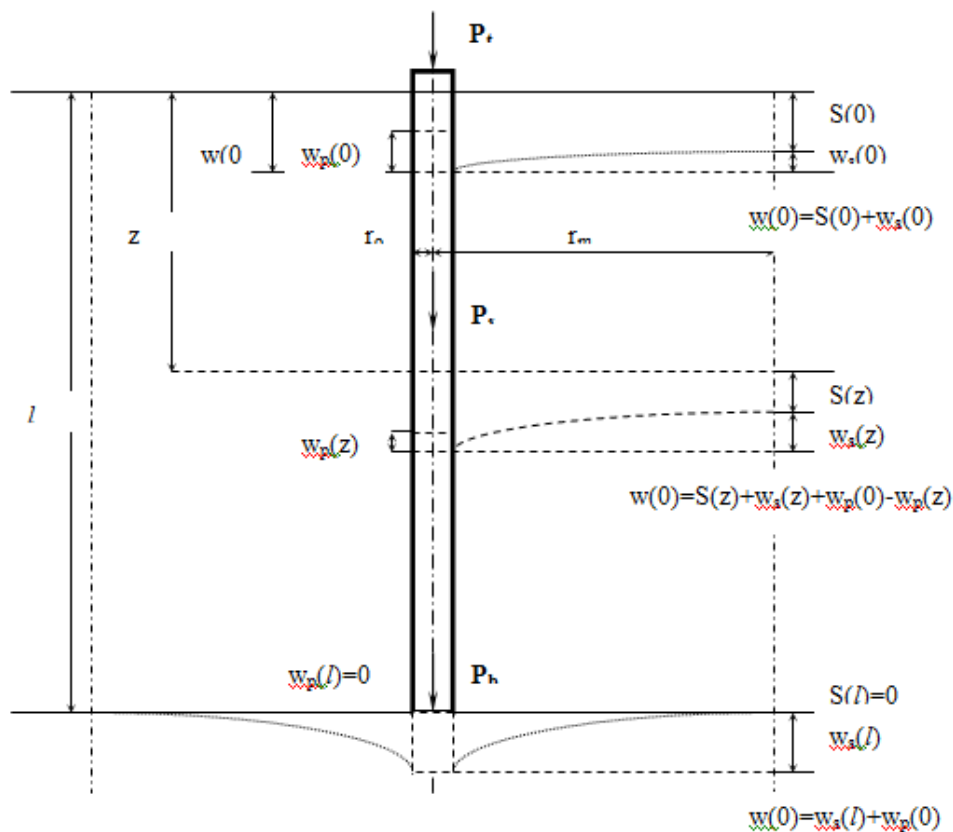 Pt
S(0)
w(0
wp(0)
ws(0)
w(0)=S(0)+ws(0)
z
ro
rm
Ps
S(z)
l
wp(z)
ws(z)
w(0)=S(z)+ws(z)+wp(0)-wp(z)
wp(l)=0
Pb
S(l)=0
ws(l)
w(0)=ws(l)+wp(0)